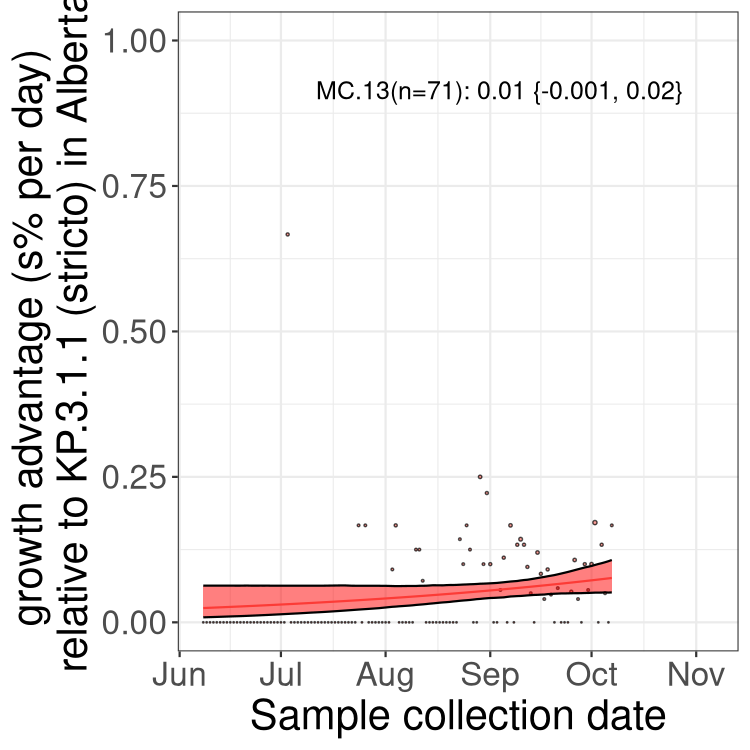 growth advantage (s% per day)
relative to KP.3.1.1 (stricto) in Alberta
1.00
0.75
0.50
0.25
0.00
MC.13(n=71): 0.01 {-0.001, 0.02}
Jun Jul Aug Sep Oct Nov
Sample collection date